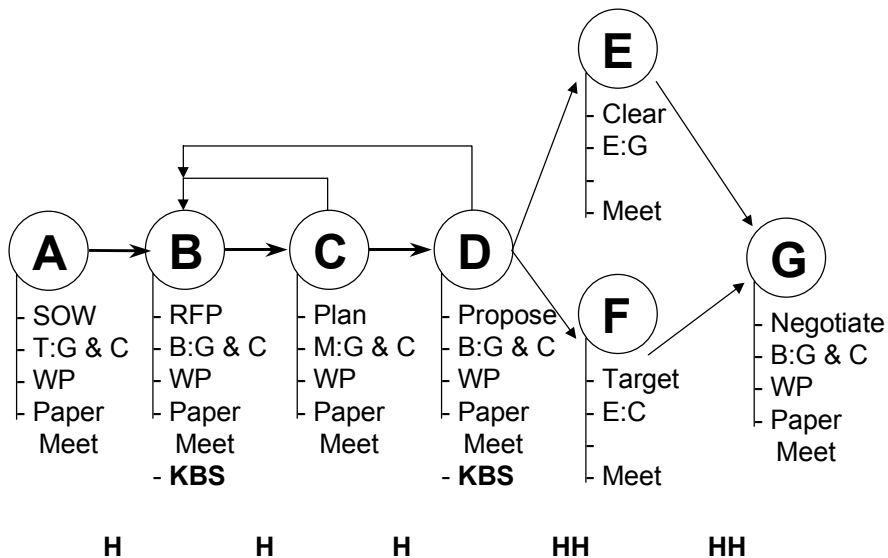 A
- SOW
- T:G & C
- WP
- Paper
Meet
B
- RFP
- B:G & C
- WP
- Paper
Meet
- KBS
C
- Plan
- M:G & C
- WP
- Paper
Meet
D
- Propose
- B:G & C
- WP
- Paper
Meet
- KBS
E
- Clear
- E:G
-
- Meet
F
- Target
- E:C
-
- Meet
G
- Negotiate
- B:G & C
- WP
- Paper
Meet
H H H HH HH